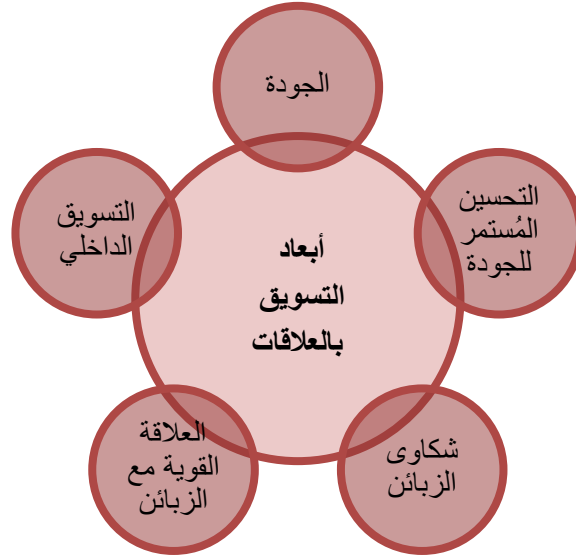 الجودة
التحسين
المُستمر
للجودة
شكاوى
الزبائن
العلاقة
القوية مع
الزبائن
التسويق
الداخلي
أبعاد
التسويق
بالعلاقات